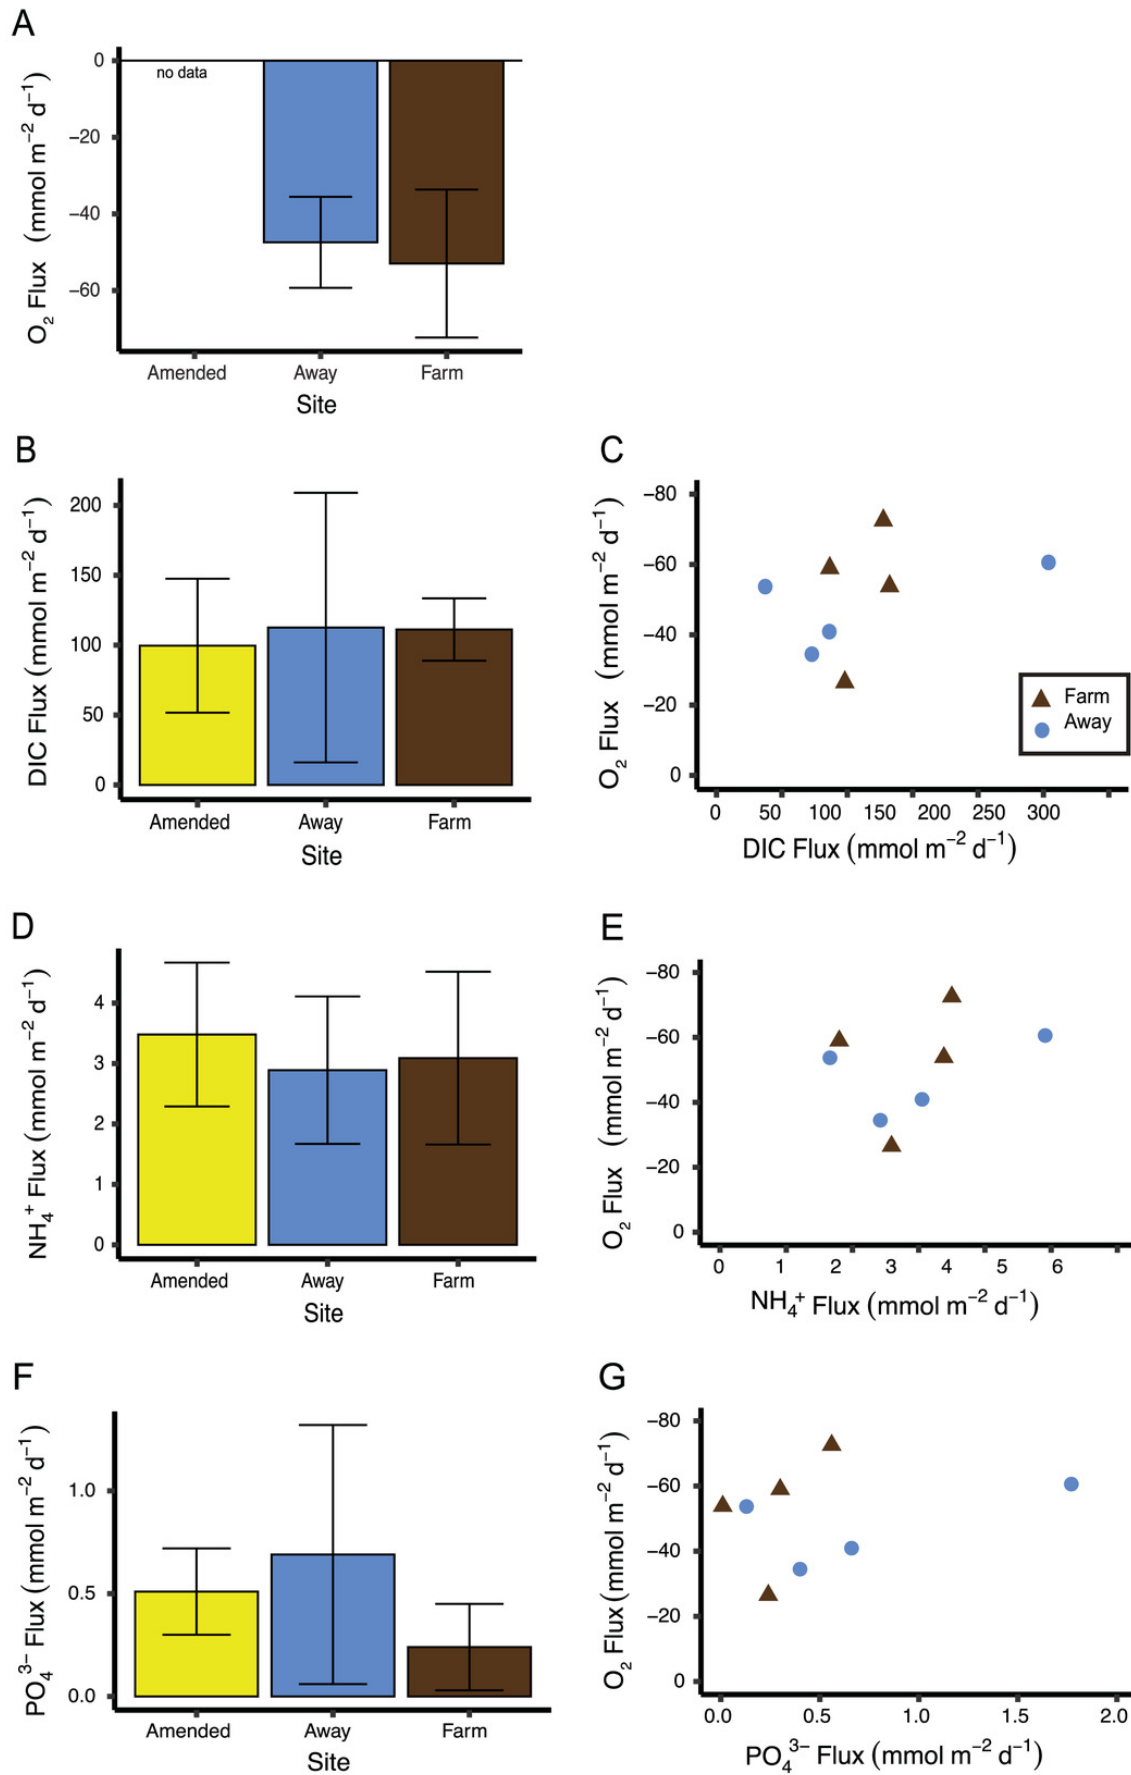 A
O₂ Flux (mmol m⁻² d⁻¹)
0
−20
−40
−60
no data
Amended Away Farm
Site
B
DIC Flux (mmol m⁻² d⁻¹)
200
150
100
50
0
Amended Away Farm
Site
C
O₂ Flux (mmol m⁻² d⁻¹)
−80
−60
−40
−20
0
Farm
Away
0 50 100 150 200 250 300
DIC Flux (mmol m⁻² d⁻¹)
D
NH₄⁺ Flux (mmol m⁻² d⁻¹)
4
3
2
1
0
Amended Away Farm
Site
E
O₂ Flux (mmol m⁻² d⁻¹)
−80
−60
−40
−20
0
0 1 2 3 4 5 6
NH₄⁺ Flux (mmol m⁻² d⁻¹)
F
PO₄³⁻ Flux (mmol m⁻² d⁻¹)
1.0
0.5
0.0
Amended Away Farm
Site
G
O₂ Flux (mmol m⁻² d⁻¹)
−80
−60
−40
−20
0
0.0 0.5 1.0 1.5 2.0
PO₄³⁻ Flux (mmol m⁻² d⁻¹)